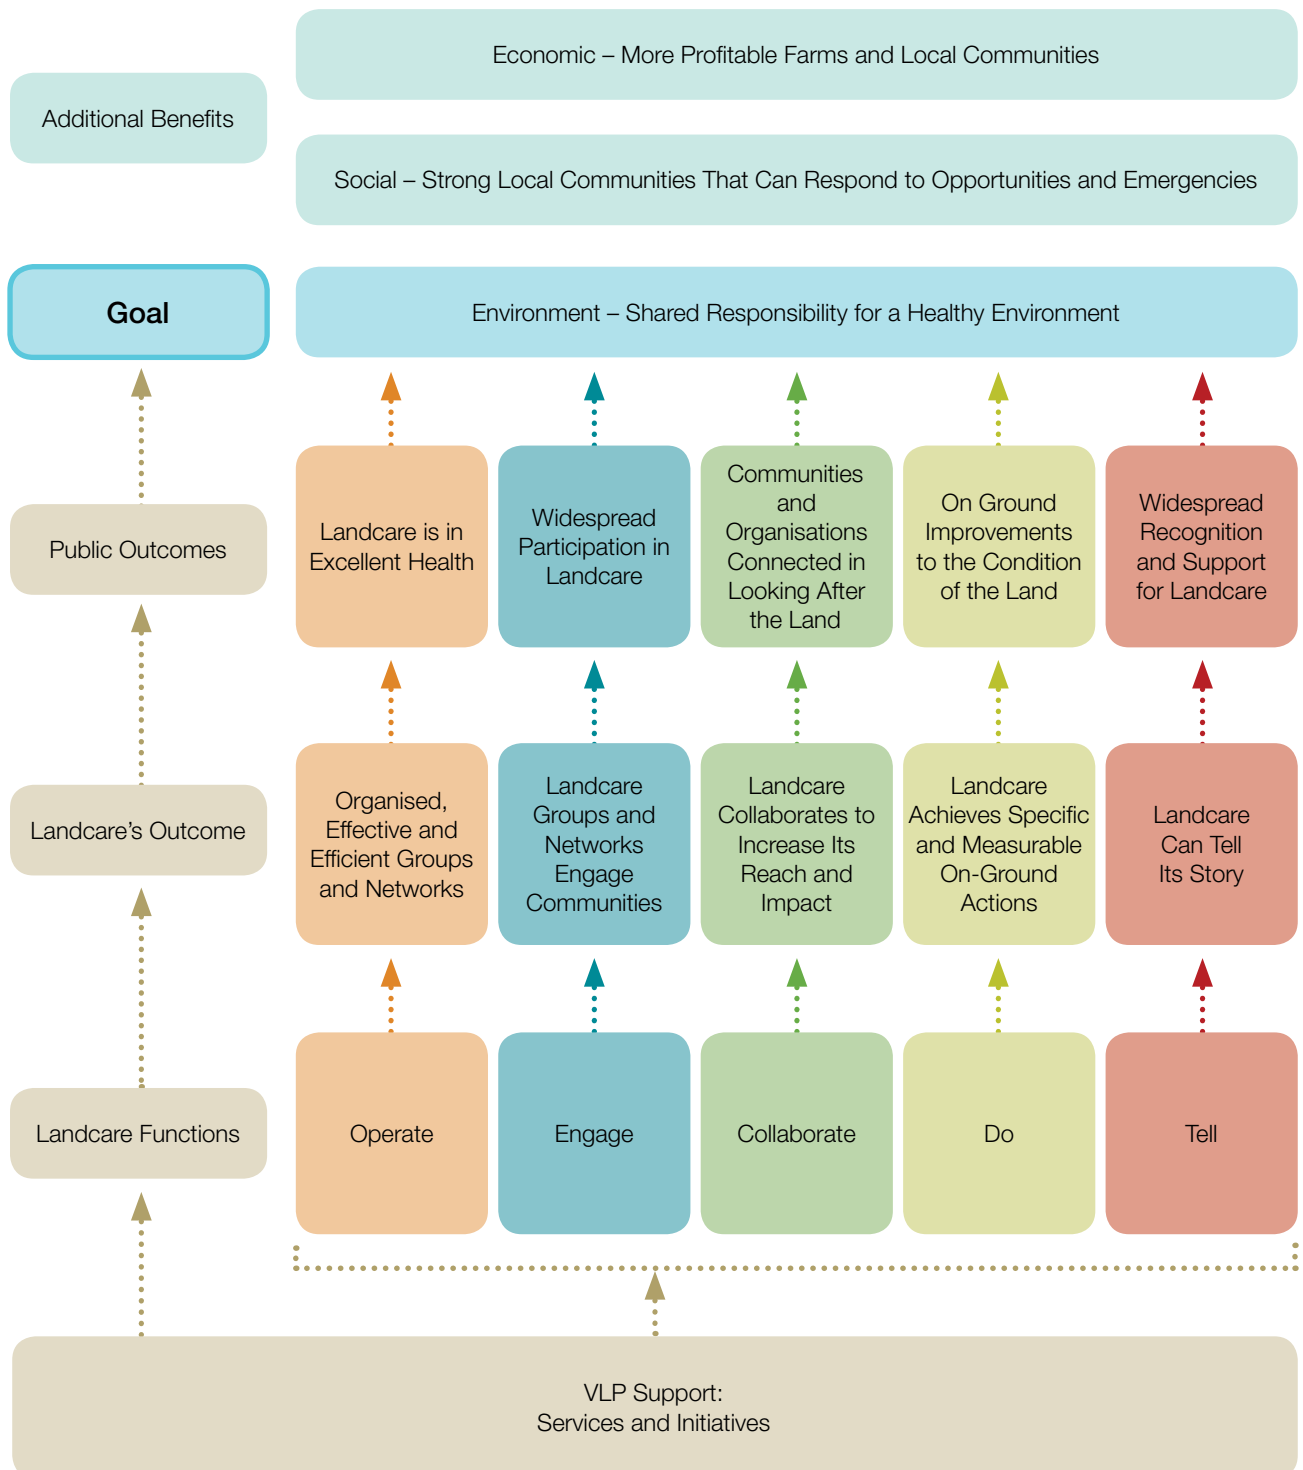 Economic – More Profitable Farms and Local Communities
Additional Benefits
Social – Strong Local Communities That Can Respond to Opportunities and Emergencies
Goal
Environment – Shared Responsibility for a Healthy Environment
Public Outcomes
Landcare is in
Excellent Health
Widespread
Participation in
Landcare
Communities
and
Organisations
Connected in
Looking After
the Land
On Ground
Improvements
to the Condition
of the Land
Widespread
Recognition
and Support
for Landcare
Landcare's Outcome
Organised,
Effective and
Efficient Groups
and Networks
Landcare
Groups and
Networks
Engage
Communities
Landcare
Collaborates to
Increase Its
Reach and
Impact
Landcare
Achieves Specific
and Measurable
On-Ground
Actions
Landcare
Can Tell
Its Story
Landcare Functions
Operate
Engage
Collaborate
Do
Tell
VLP Support:
Services and Initiatives